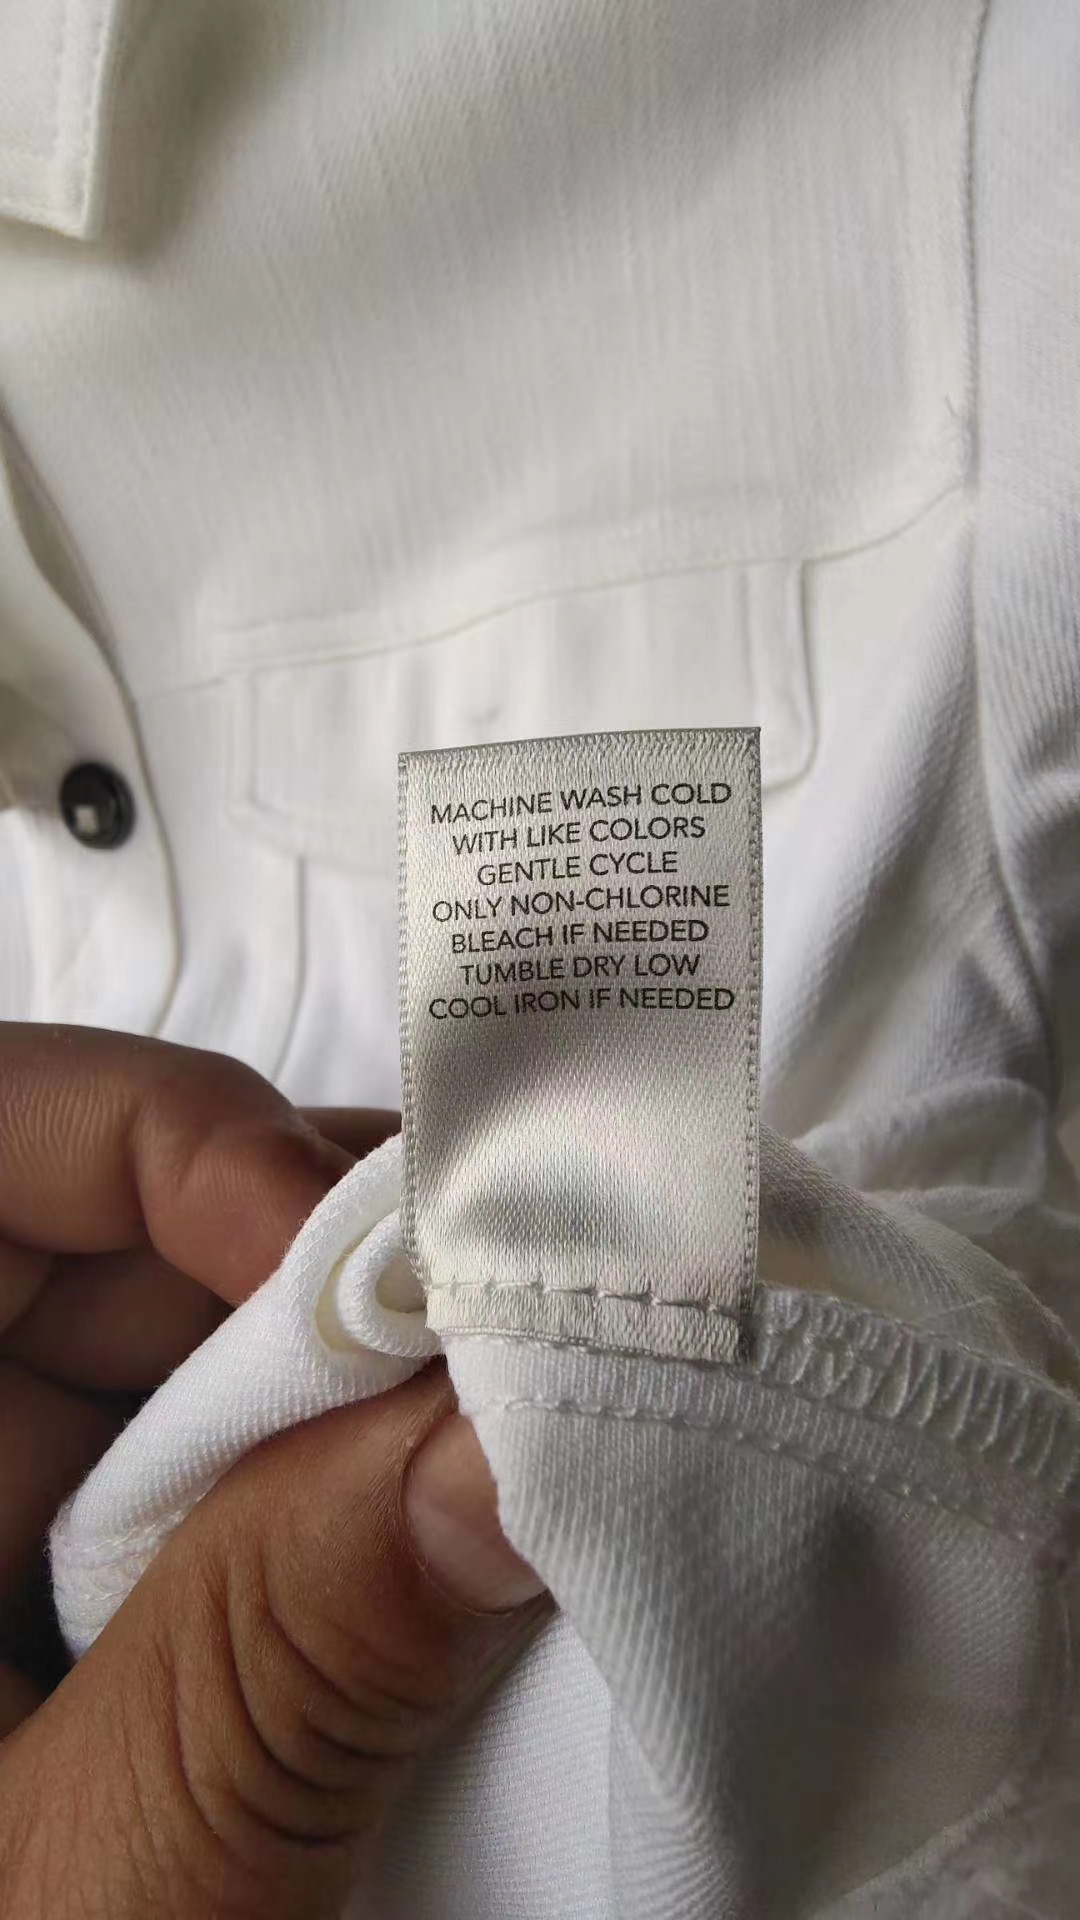 MACHINE WASH COLD
WITH LIKE COLORS
GENTLE CYCLE
ONLY NON-CHLORINE
BLEACH IF NEEDED
TUMBLE DRY LOW
COOL IRON IF NEEDED